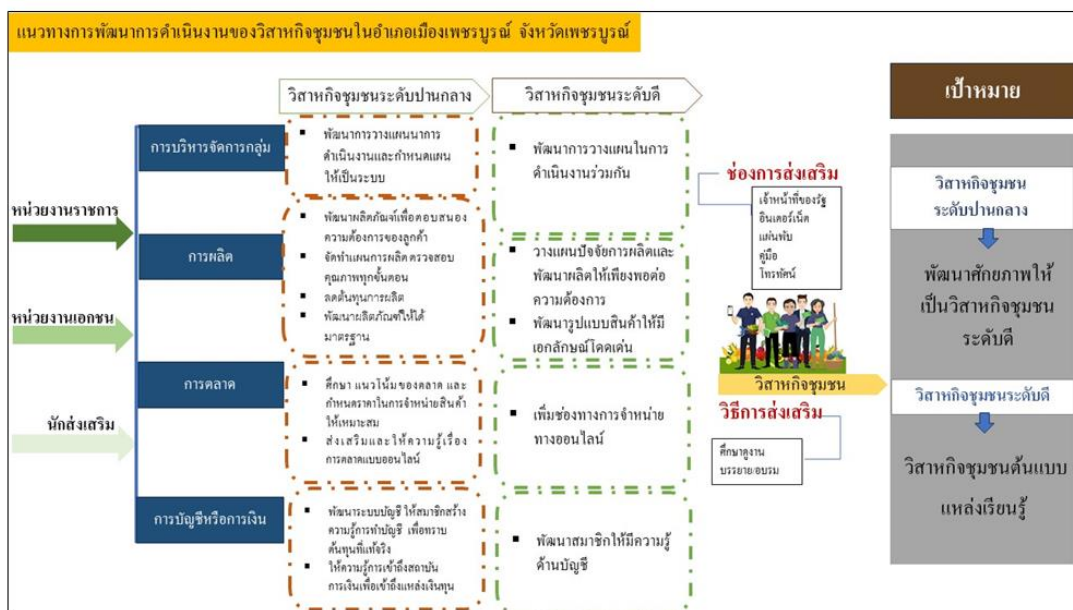 แนวทางการพัฒนาการดำเนินงานของวิสาหกิจชุมชนในอำเภอเมืองเพชรบูรณ์ จังหวัดเพชรบูรณ์
หน่วยงานราชการ
หน่วยงานเอกชน
นักส่งเสริม
การบริหารจัดการกลุ่ม
การผลิต
การตลาด
การบัญชีหรือการเงิน
วิสาหกิจชุมชนระดับปานกลาง
▪ พัฒนาการวางแผนนาการ
ดำเนินงานและกำหนดแผน
ให้เป็นระบบ
▪ พัฒนาผลิตภัณฑ์เพื่อตอบสนอง
ความต้องการของลูกค้า
▪ จัดทำแผนการผลิต ตรวจสอบ
คุณภาพทุกขั้นตอน
▪ ลดต้นทุนการผลิต
▪ พัฒนาผลิตภัณฑ์ให้ได้
มาตรฐาน
▪ ศึกษา แนวโน้มของตลาด และ
กำหนดราคาในการจำหน่ายสินค้า
ให้เหมาะสม
▪ ส่งเสริมและให้ความรู้เรื่อง
การตลาดแบบออนไลน์
▪ พัฒนาระบบบัญชี ให้สมาชิกสร้าง
ความรู้การทำบัญชี เพื่อทราบ
ต้นทุนที่แท้จริง
▪ ให้ความรู้การเข้าถึงสถาบัน
การเงินเพื่อเข้าถึงแหล่งเงินทุน
วิสาหกิจชุมชนระดับดี
▪ พัฒนาการวางแผนในการ
ดำเนินงานร่วมกัน
▪ วางแผนปัจจัยการผลิตและ
พัฒนาผลิตให้เพียงพอต่อ
ความต้องการ
▪ พัฒนารูปแบบสินค้าให้มี
เอกลักษณ์โดดเด่น
▪ เพิ่มช่องทางการจำหน่าย
ทางออนไลน์
▪ พัฒนาสมาชิกให้มีความรู้
ด้านบัญชี
ช่องการส่งเสริม
เจ้าหน้าที่ของรัฐ
อินเตอร์เน็ต
แผ่นพับ
คู่มือ
โทรทัศน์
วิสาหกิจชุมชน
วิธีการส่งเสริม
ศึกษาดูงาน
บรรยาย/อบรม
เป้าหมาย
วิสาหกิจชุมชน
ระดับปานกลาง
พัฒนาศักยภาพให้
เป็นวิสาหกิจชุมชน
ระดับดี
วิสาหกิจชุมชนระดับดี
วิสาหกิจชุมชนต้นแบบ
แหล่งเรียนรู้